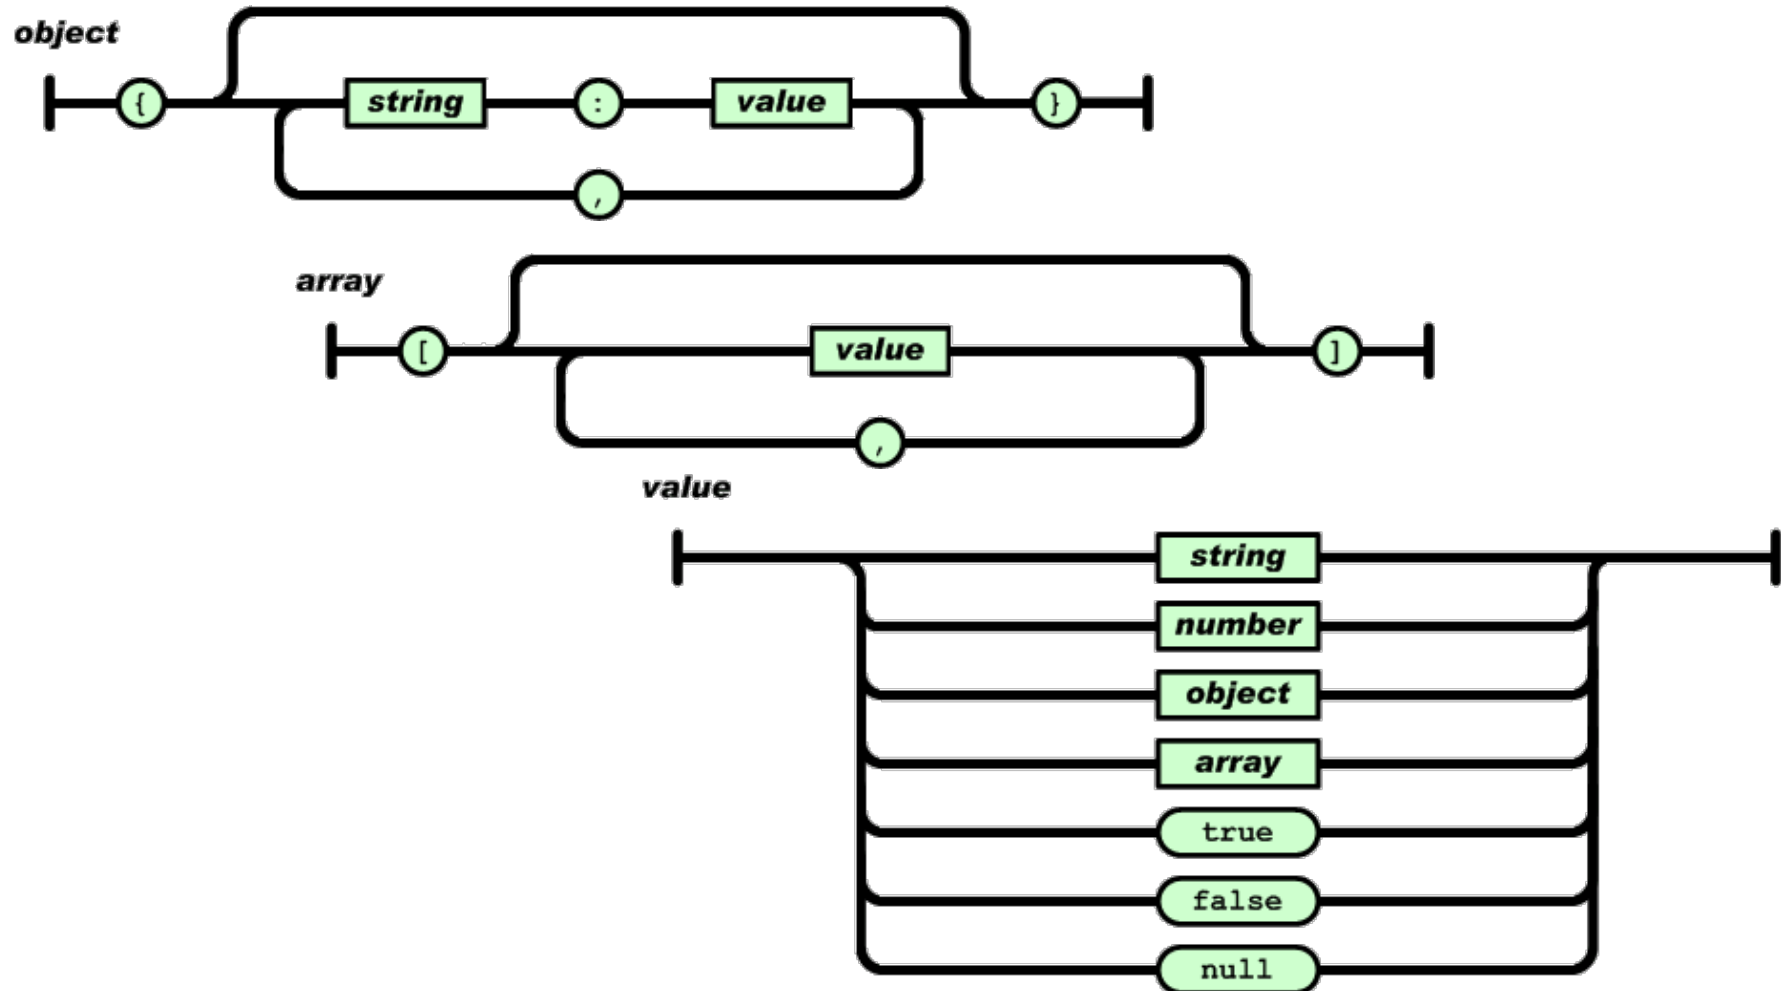 object
{ string : value }
,
array
[ value ]
,
value
string
number
object
array
true
false
null